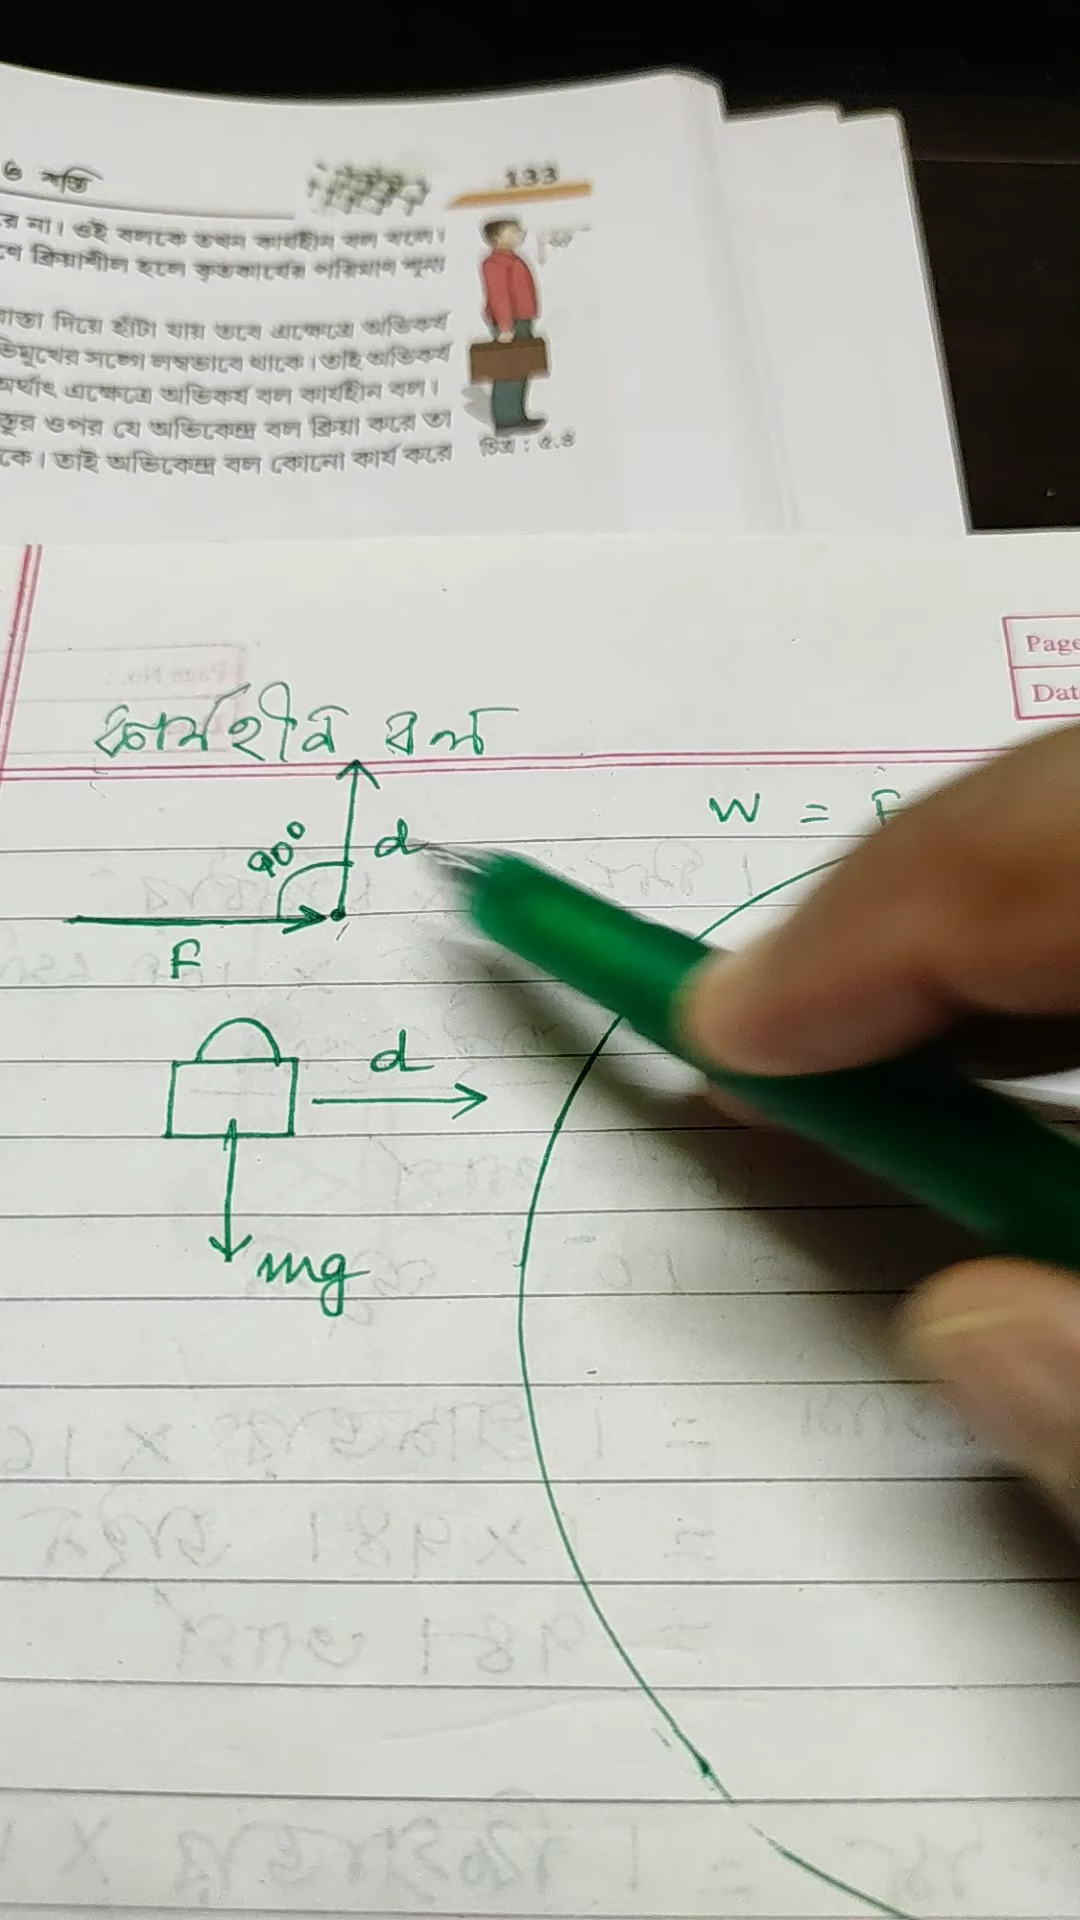 ও শক্তি
133
রে না। ওই বলকে তখন কার্যহীন বল বলে।
ক্রিয়াশীল হলে কৃতকার্যের পরিমাণ শূন্য
দিয়ে হাঁটা যায় তবে এক্ষেত্রে অভিকর্ষ
সঙ্গে লম্বভাবে থাকে। তাই অভিকর্ষ
অর্থাৎ এক্ষেত্রে অভিকর্ষ বল কার্যহীন বল।
ওপর যে অভিকেন্দ্র বল ক্রিয়া করে তা
কে। তাই অভিকেন্দ্র বল কোনো কার্য করে
চিত্র : ৫.৪
Page
Dat
কার্যহীন বল
W = F
90°
d
F
d
mg